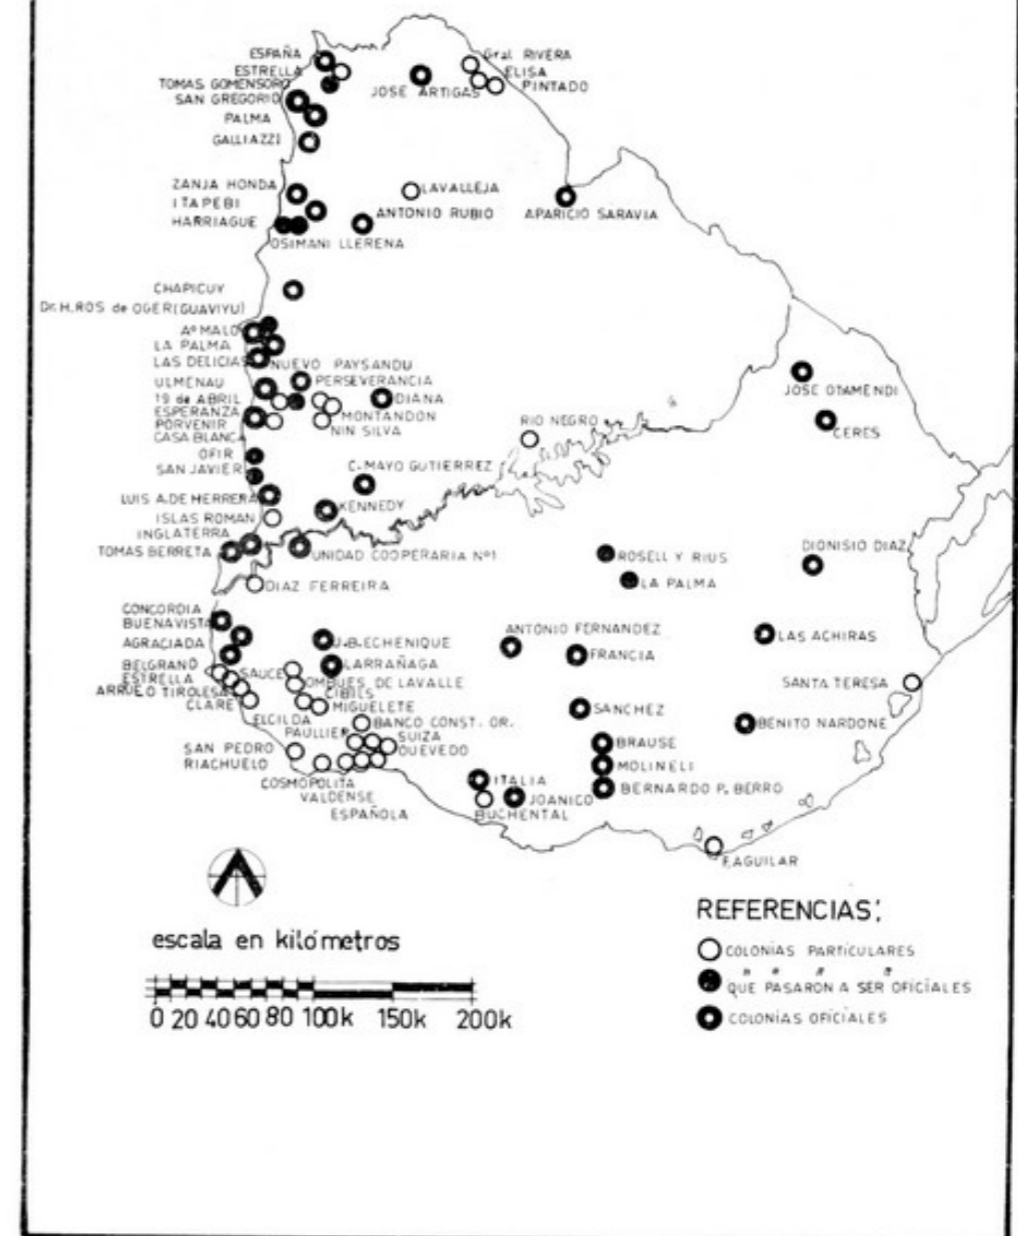 ESPAÑA
Gral. RIVERA
ESTRELLA
ELISA
TOMAS GOMENSORO
PINTADO
JOSE ARTIGAS
SAN GREGORIO
PALMA
GALLIAZZI
ZANJA HONDA
LAVALLEJA
ITAPEBI
ANTONIO RUBIO
APARICIO SARAVIA
HARRIAGUE
OSIMANI LLERENA
CHAPICUY
Dr. H. ROS de OGER (GUAVIYU)
Aº MALO
LA PALMA
LAS DELICIAS
NUEVO PAYSANDU
ULMENAU
PERSEVERANCIA
JOSE OTAMENDI
19 de ABRIL
DIANA
ESPERANZA
MONTANDON
RIO NEGRO
PORVENIR
NIN SILVA
CERES
CASA BLANCA
OFIR
SAN JAVIER
C. MAYO GUTIERREZ
LUIS A. DE HERRERA
KENNEDY
ISLAS ROMAN
INGLATERRA
TOMAS BERRETA
UNIDAD COOPERARIA Nº1
ROSELL Y RIUS
DIONISIO DIAZ
DIAZ FERREIRA
LA PALMA
CONCORDIA
BUENAVISTA
ANTONIO FERNANDEZ
LAS ACHIRAS
AGRACIADA
J.B. ECHENIQUE
FRANCIA
BELGRANO
SAUCE
LARRAÑAGA
ESTRELLA
OMBUES DE LAVALLE
SANTA TERESA
ARRUE O TIROLESA
CIBILS
CLARE
MIGUELETE
SANCHEZ
ELCILDA
BANCO CONST. OR.
BENITO NARDONE
PAULLIER
SUIZA
SAN PEDRO
QUEVEDO
BRAUSE
RIACHUELO
MOLINELI
COSMOPOLITA
ITALIA
BERNARDO P. BERRO
VALDENSE
JOANICO
ESPAÑOLA
BUCHENTAL
F. AGUILAR
REFERENCIAS:
escala en kilómetros
COLONIAS PARTICULARES
" " " "
QUE PASARON A SER OFICIALES
0 20 40 60 80 100k 150k 200k
COLONIAS OFICIALES